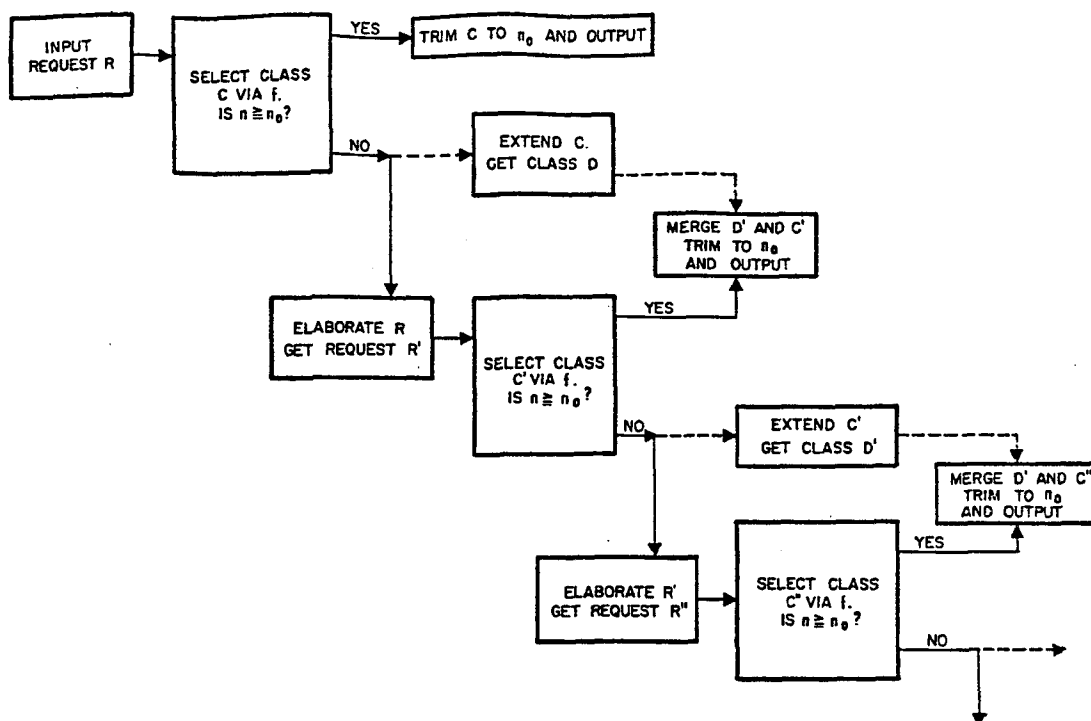 INPUT
REQUEST R
SELECT CLASS
C VIA f.
IS n ≧ n₀?
YES
TRIM C TO n₀ AND OUTPUT
NO
EXTEND C.
GET CLASS D
MERGE D' AND C'
TRIM TO n₀
AND OUTPUT
ELABORATE R
GET REQUEST R'
SELECT CLASS
C' VIA f.
IS n ≧ n₀?
YES
NO
EXTEND C'
GET CLASS D'
MERGE D' AND C"
TRIM TO n₀
AND OUTPUT
ELABORATE R'
GET REQUEST R"
SELECT CLASS
C" VIA f.
IS n ≧ n₀?
YES
NO